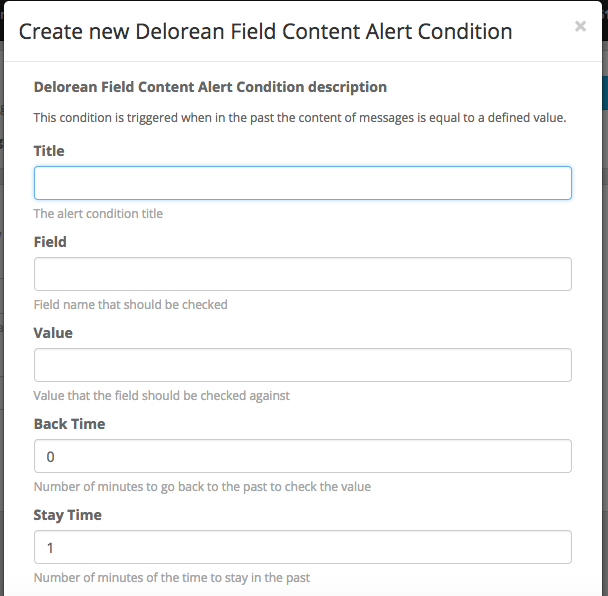 Create new Delorean Field Content Alert Condition
×
Delorean Field Content Alert Condition description
This condition is triggered when in the past the content of messages is equal to a defined value.
Title
The alert condition title
Field
Field name that should be checked
Value
Value that the field should be checked against
Back Time
0
Number of minutes to go back to the past to check the value
Stay Time
1
Number of minutes of the time to stay in the past